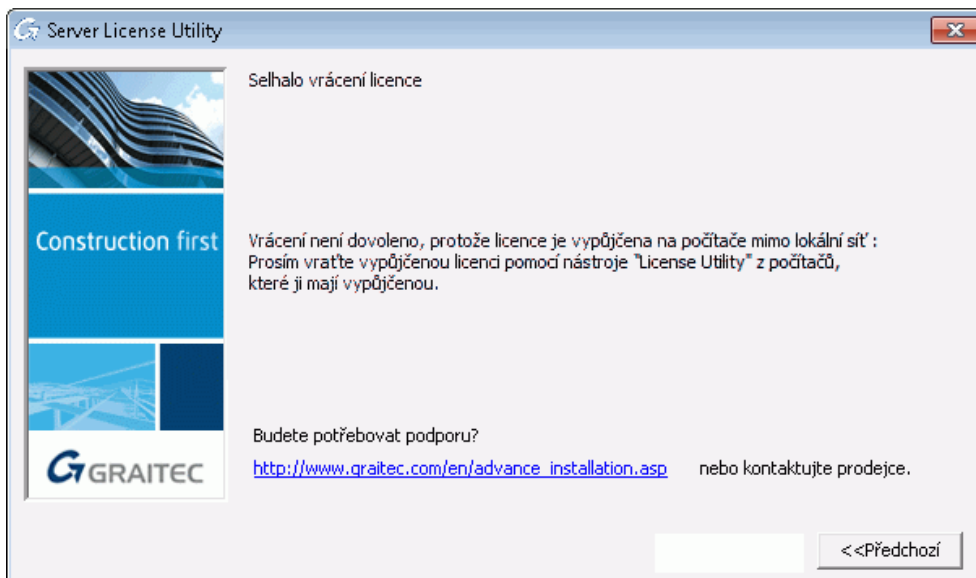 Server License Utility
Selhalo vrácení licence
Construction first
Vrácení není dovoleno, protože licence je vypůjčena na počítače mimo lokální síť :
Prosím vraťte vypůjčenou licenci pomocí nástroje "License Utility" z počítačů,
které ji mají vypůjčenou.
Budete potřebovat podporu?
http://www.graitec.com/en/advance_installation.asp nebo kontaktujte prodejce.
GRAITEC
<<Předchozí